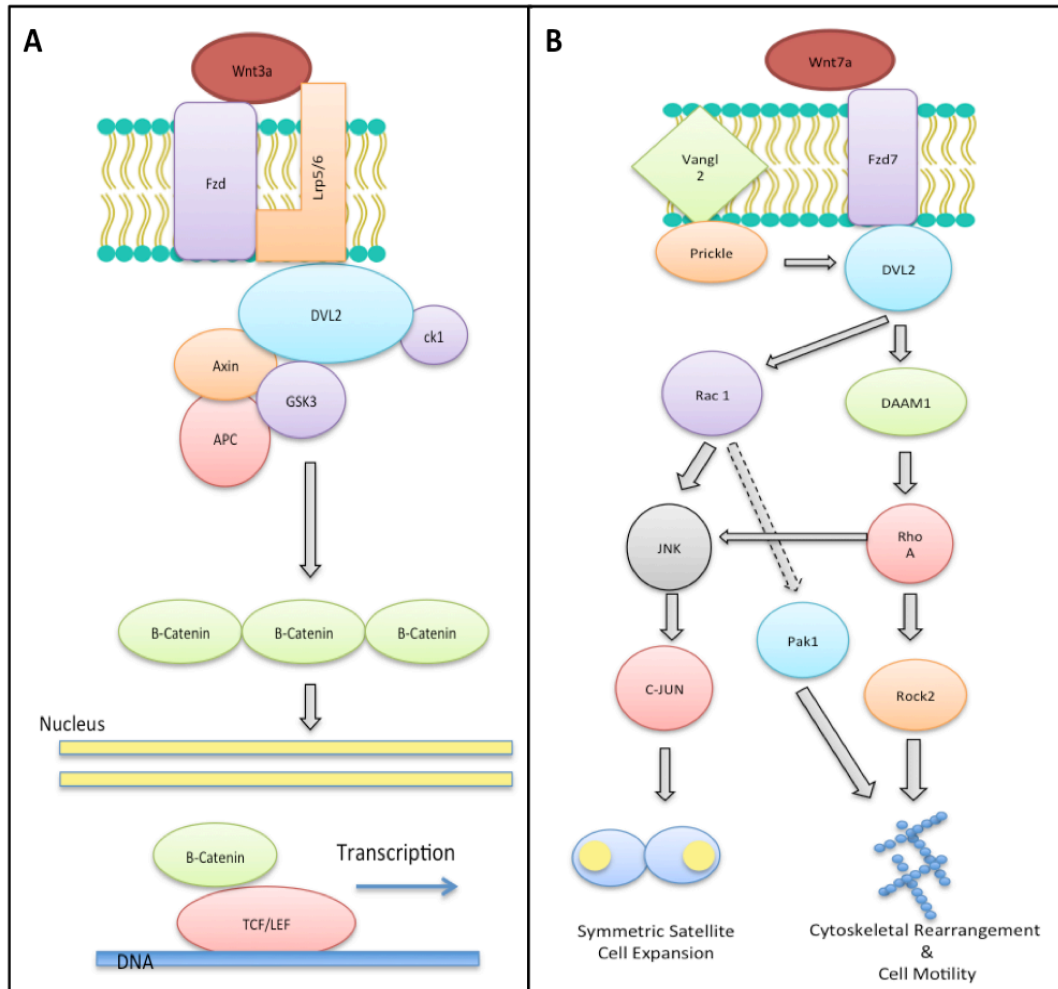 A
Wnt3a
Fzd
Lrp5/6
DVL2
ck1
Axin
GSK3
APC
B-Catenin
B-Catenin
B-Catenin
Nucleus
B-Catenin
Transcription
TCF/LEF
DNA
B
Wnt7a
Vangl
2
Fzd7
Prickle
DVL2
Rac 1
DAAM1
JNK
Rho
A
Pak1
C-JUN
Rock2
Symmetric Satellite
Cell Expansion
Cytoskeletal Rearrangement
&
Cell Motility